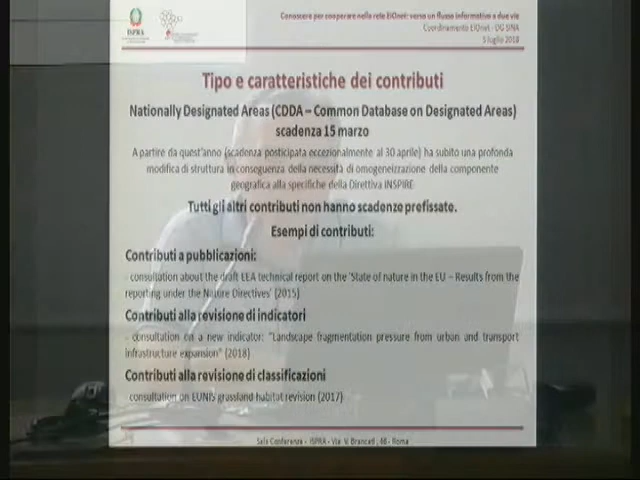 Conoscere per cooperare nella rete EIOnet: verso un flusso informativo a due vie
Coordinamento EIOnet - DG SINA
5 luglio 2018
ISPRA
Tipo e caratteristiche dei contributi
Nationally Designated Areas (CDDA – Common Database on Designated Areas)
scadenza 15 marzo
A partire da quest'anno (scadenza posticipata eccezionalmente al 30 aprile) ha subito una profonda
modifica di struttura in conseguenza della necessità di omogeneizzazione della componente
geografica alla specifiche della Direttiva INSPIRE
Tutti gli altri contributi non hanno scadenze prefissate.
Esempi di contributi:
Contributi a pubblicazioni:
- consultation about the draft EEA technical report on the 'State of nature in the EU – Results from the
reporting under the Nature Directives' (2015)
Contributi alla revisione di indicatori
- consultation on a new indicator: "Landscape fragmentation pressure from urban and transport
infrastructure expansion" (2018)
Contributi alla revisione di classificazioni
consultation on EUNIS grassland habitat revision (2017)
Sala Conferenza - ISPRA - Via V. Brancati, 48 - Roma